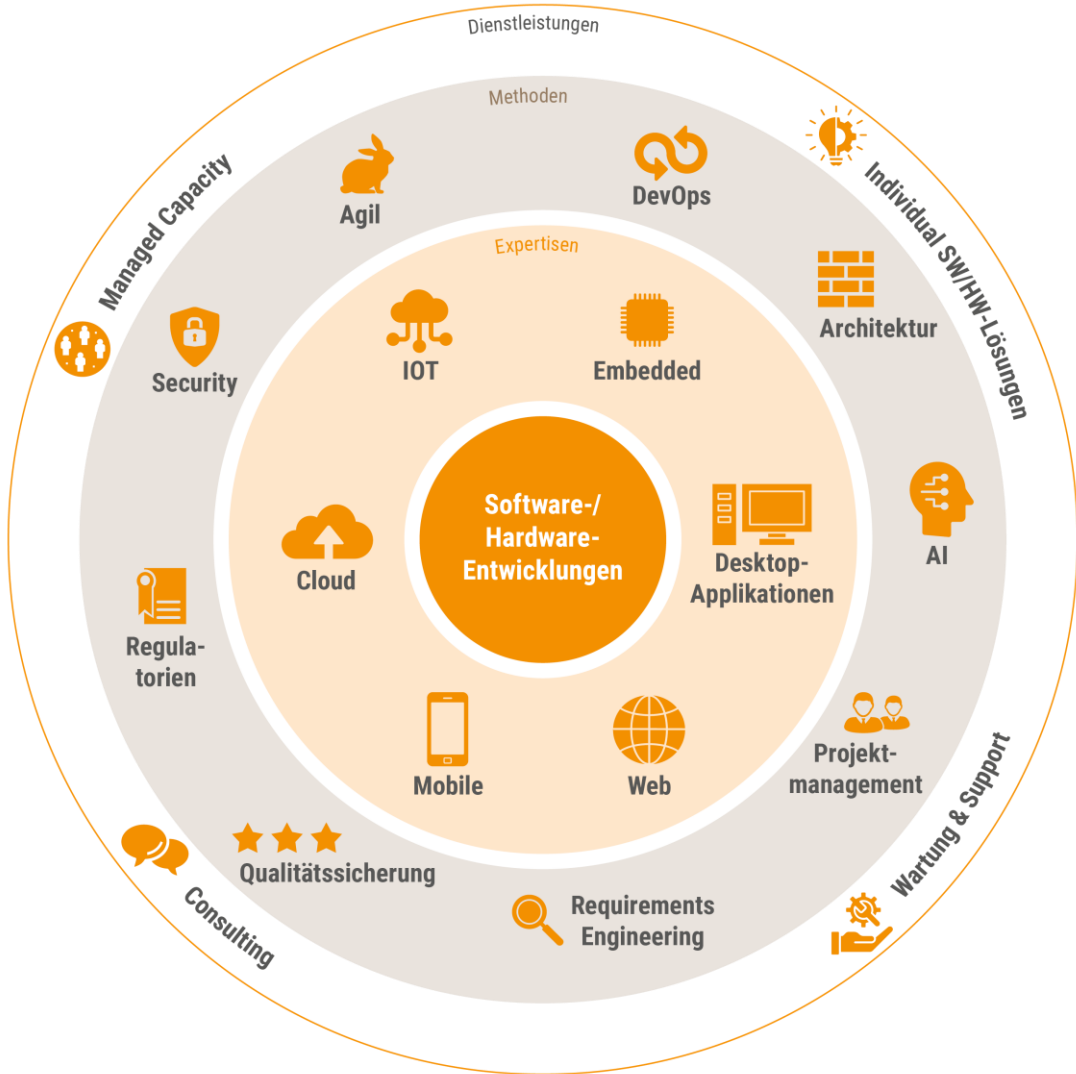 Dienstleistungen
Methoden
Agil
DevOps
Managed Capacity
Individual SW/HW-Lösungen
Expertisen
Security
IOT
Embedded
Architektur
Software-/
Hardware-
Entwicklungen
Cloud
Desktop-
Applikationen
AI
Regula-
torien
Mobile
Web
Projekt-
management
Wartung & Support
Qualitätssicherung
Consulting
Requirements
Engineering